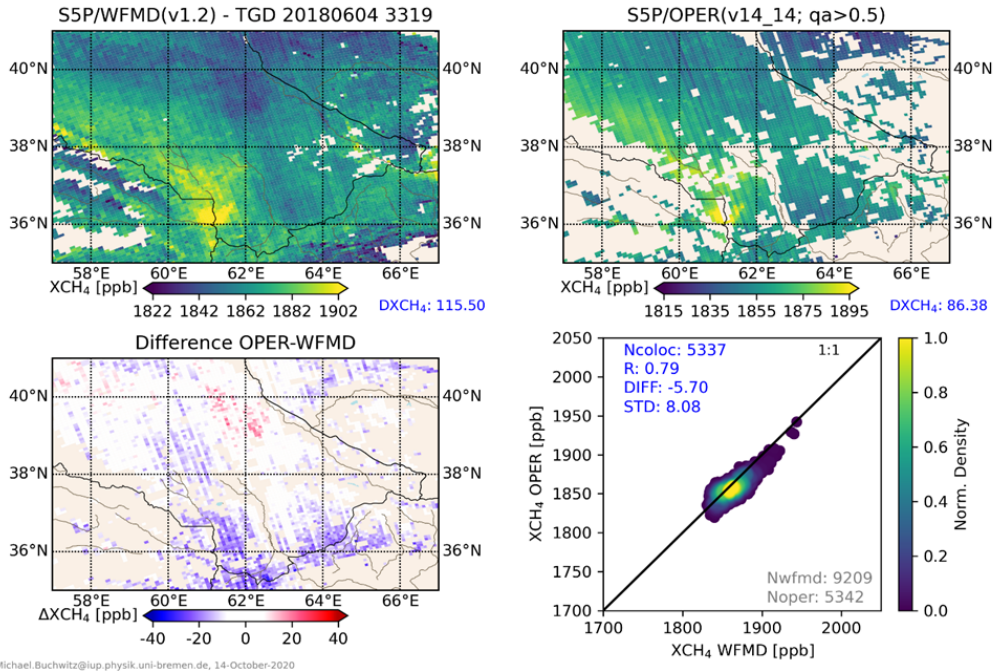 S5P/WFMD(v1.2) - TGD 20180604 3319
S5P/OPER(v14_14; qa>0.5)
40°N 40°N 40°N
38°N 38°N 38°N
36°N 36°N 36°N
58°E 60°E 62°E 64°E 66°E
58°E 60°E 62°E 64°E 66°E
XCH₄ [ppb]
1822 1842 1862 1882 1902
DXCH₄: 115.50
XCH₄ [ppb]
1815 1835 1855 1875 1895
DXCH₄: 86.38
Difference OPER-WFMD
40°N 40°N
38°N 38°N
36°N 36°N
58°E 60°E 62°E 64°E 66°E
ΔXCH₄ [ppb]
-40 -20 0 20 40
2050
2000
1950
1900
1850
1800
1750
1700
XCH₄ OPER [ppb]
Ncoloc: 5337
R: 0.79
DIFF: -5.70
STD: 8.08
1:1
Nwfmd: 9209
Noper: 5342
1700 1800 1900 2000
XCH₄ WFMD [ppb]
1.0
0.8
0.6
0.4
0.2
0.0
Norm. Density
Michael.Buchwitz@iup.physik.uni-bremen.de, 14-October-2020